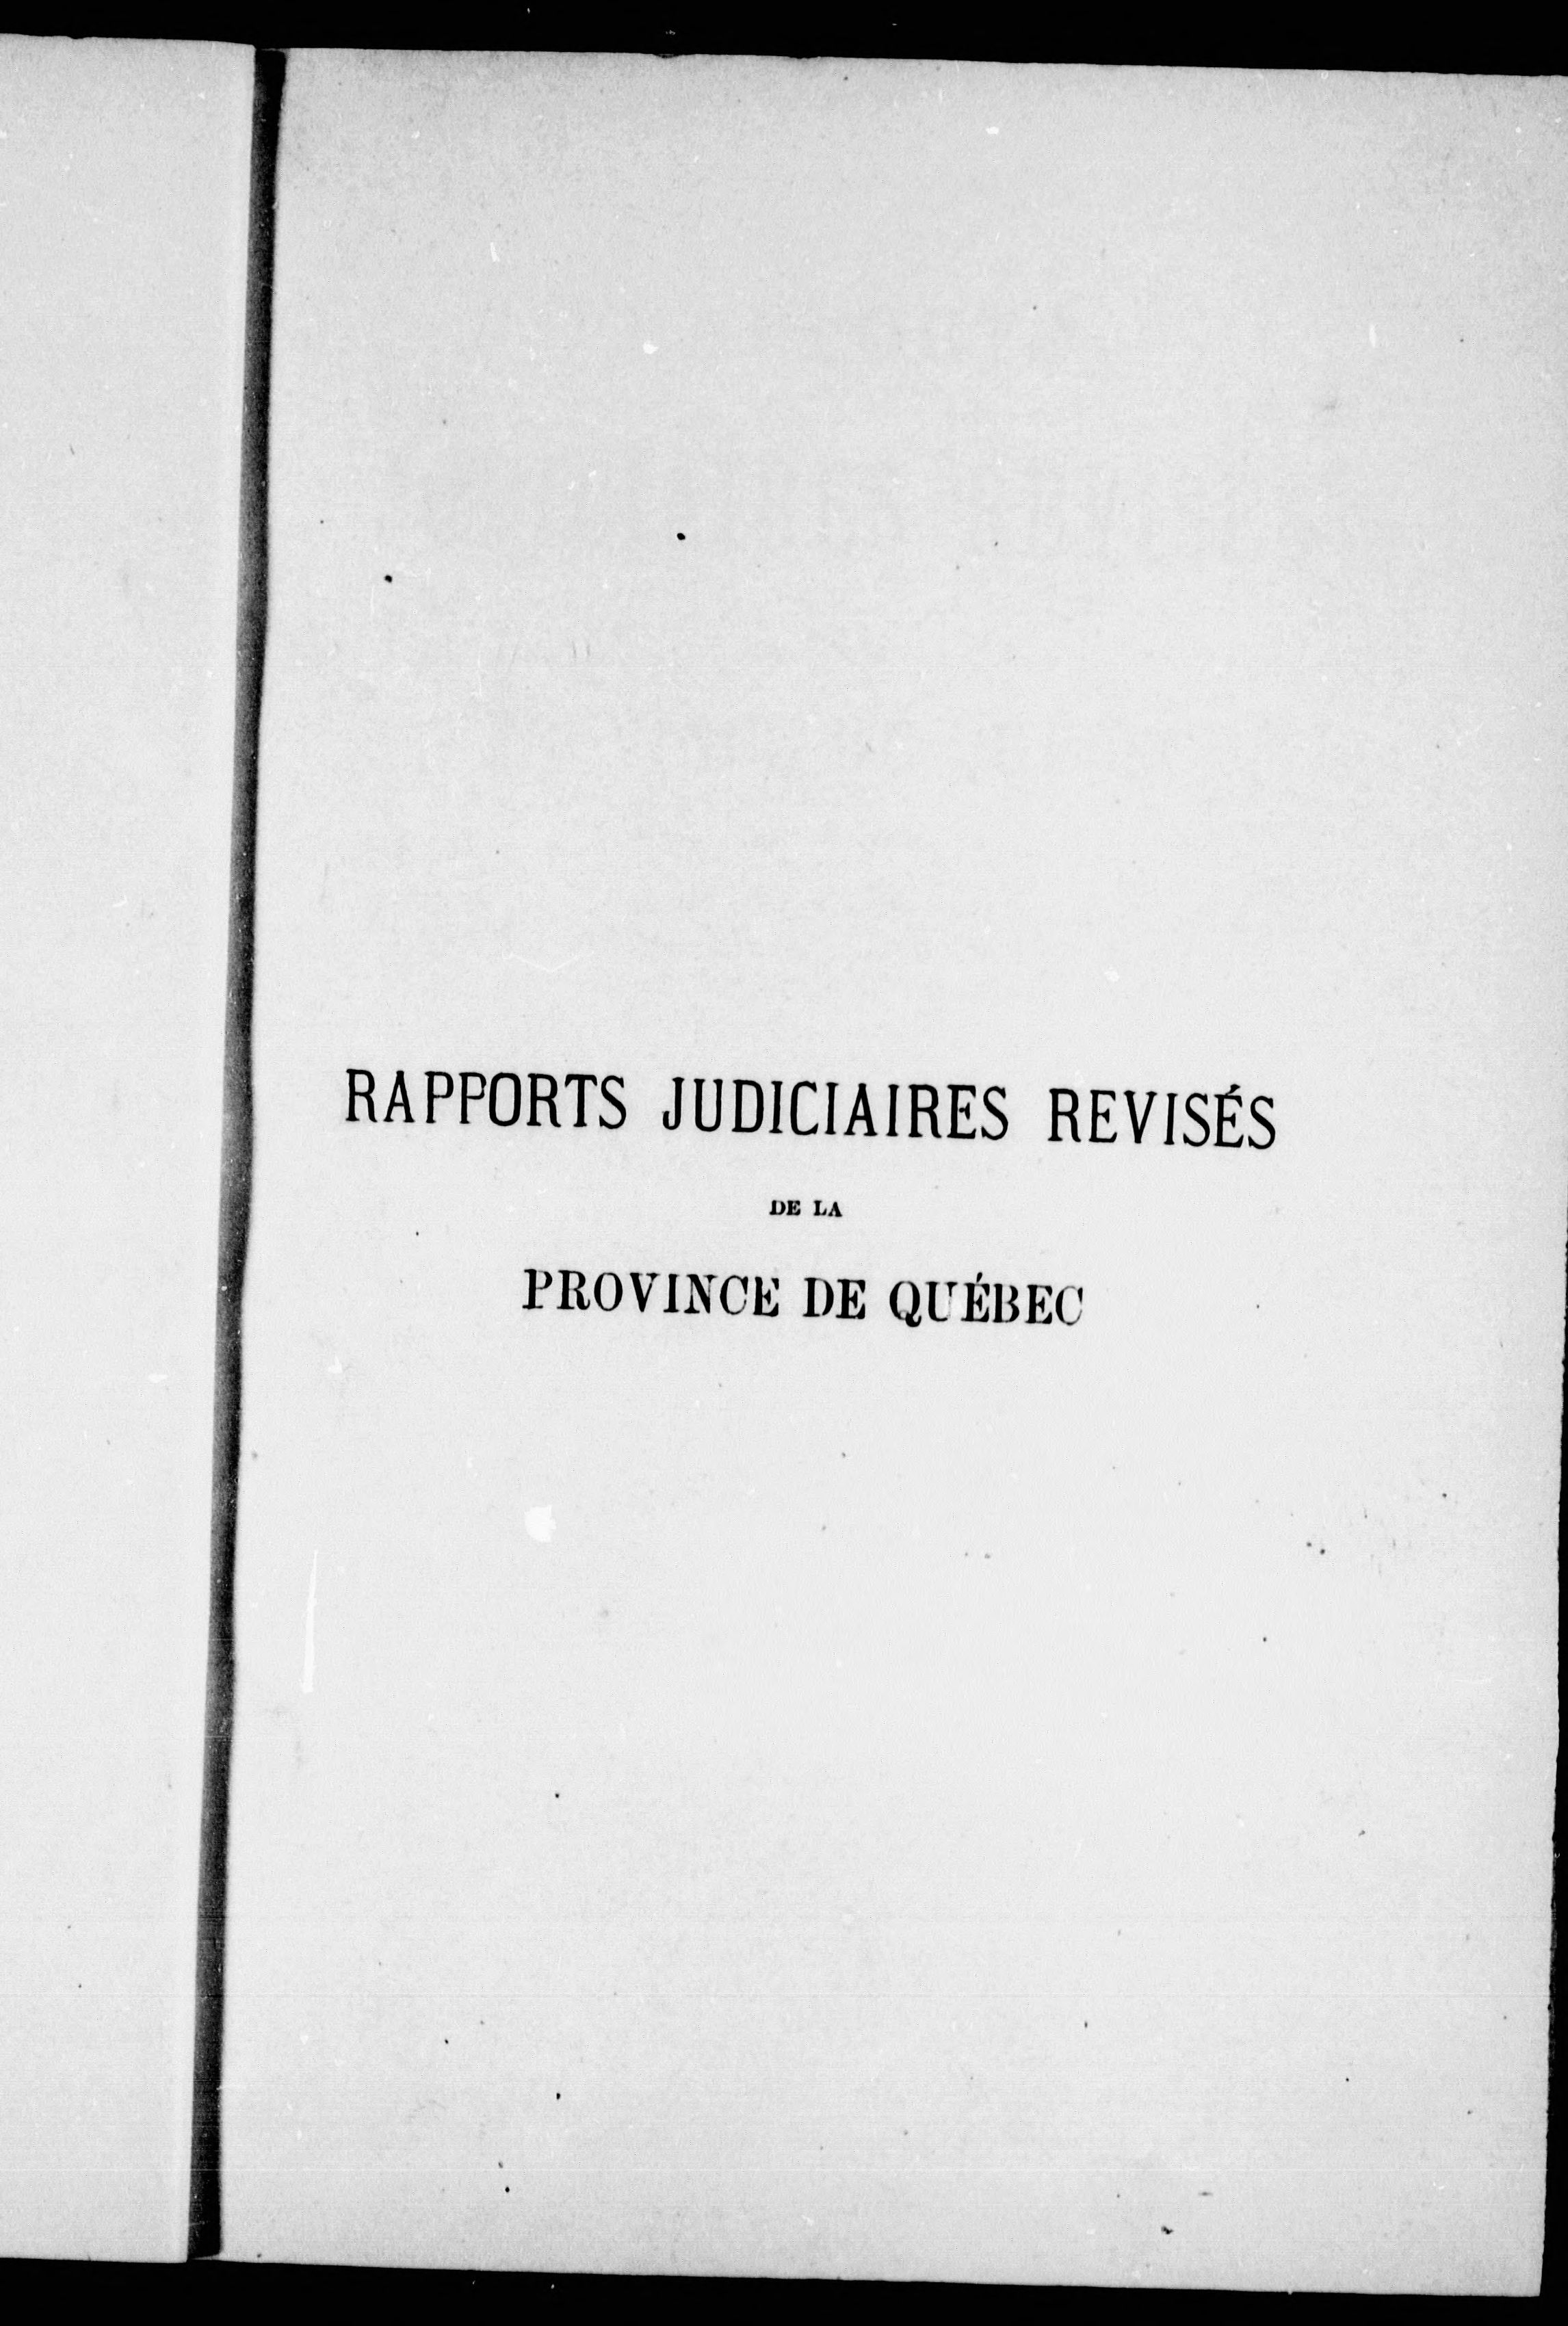 RAPPORTS JUDICIAIRES REVISÉS
DE LA
PROVINCE DE QUÉBEC